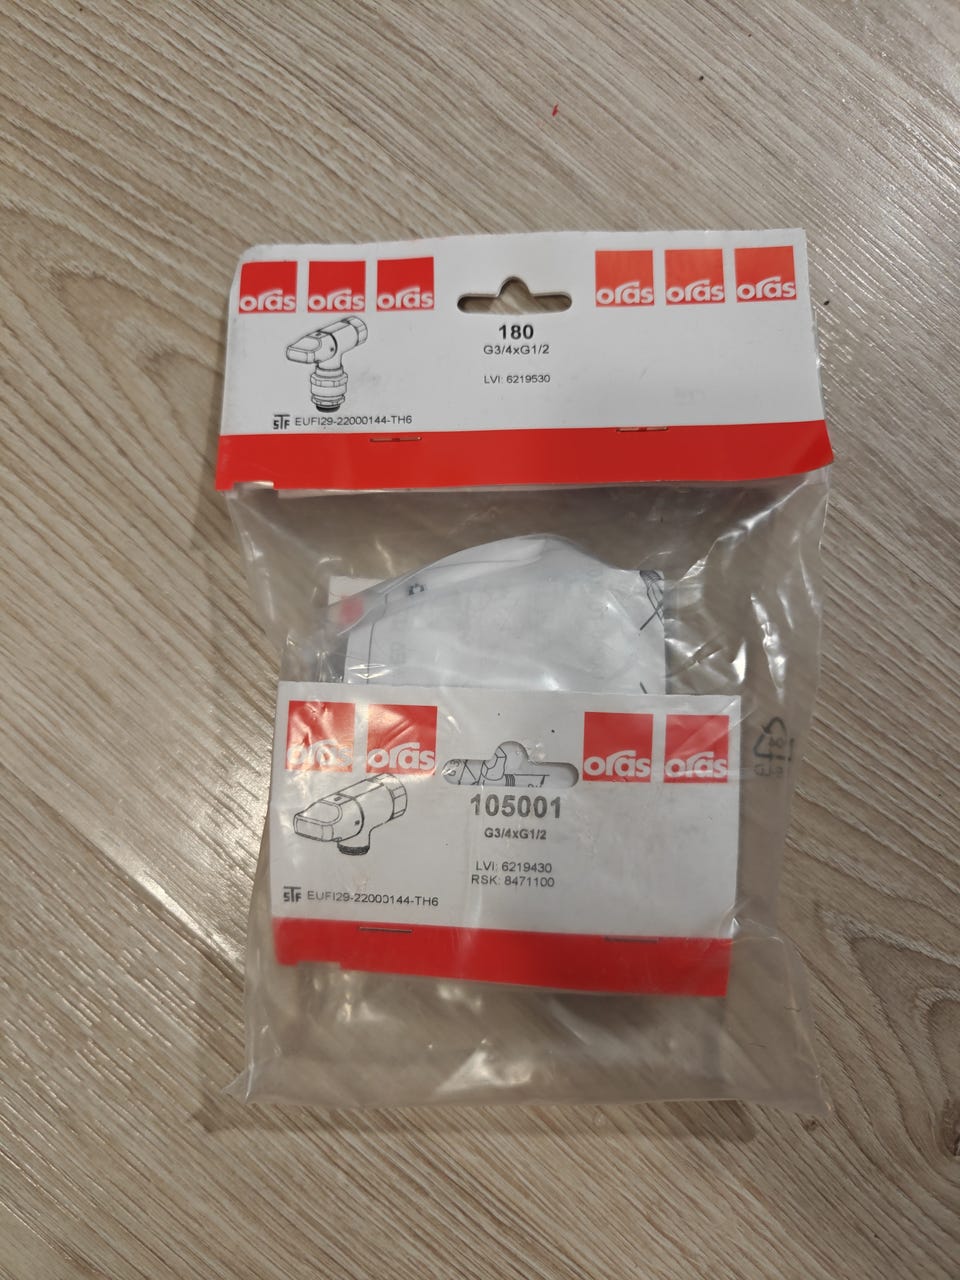 oras oras oras
oras oras oras
180
G3/4xG1/2
LVI: 6219530
STF EUFI29-22000144-TH6
oras oras
oras oras
105001
G3/4xG1/2
LVI: 6219430
RSK: 8471100
STF EUFI29-22000144-TH6